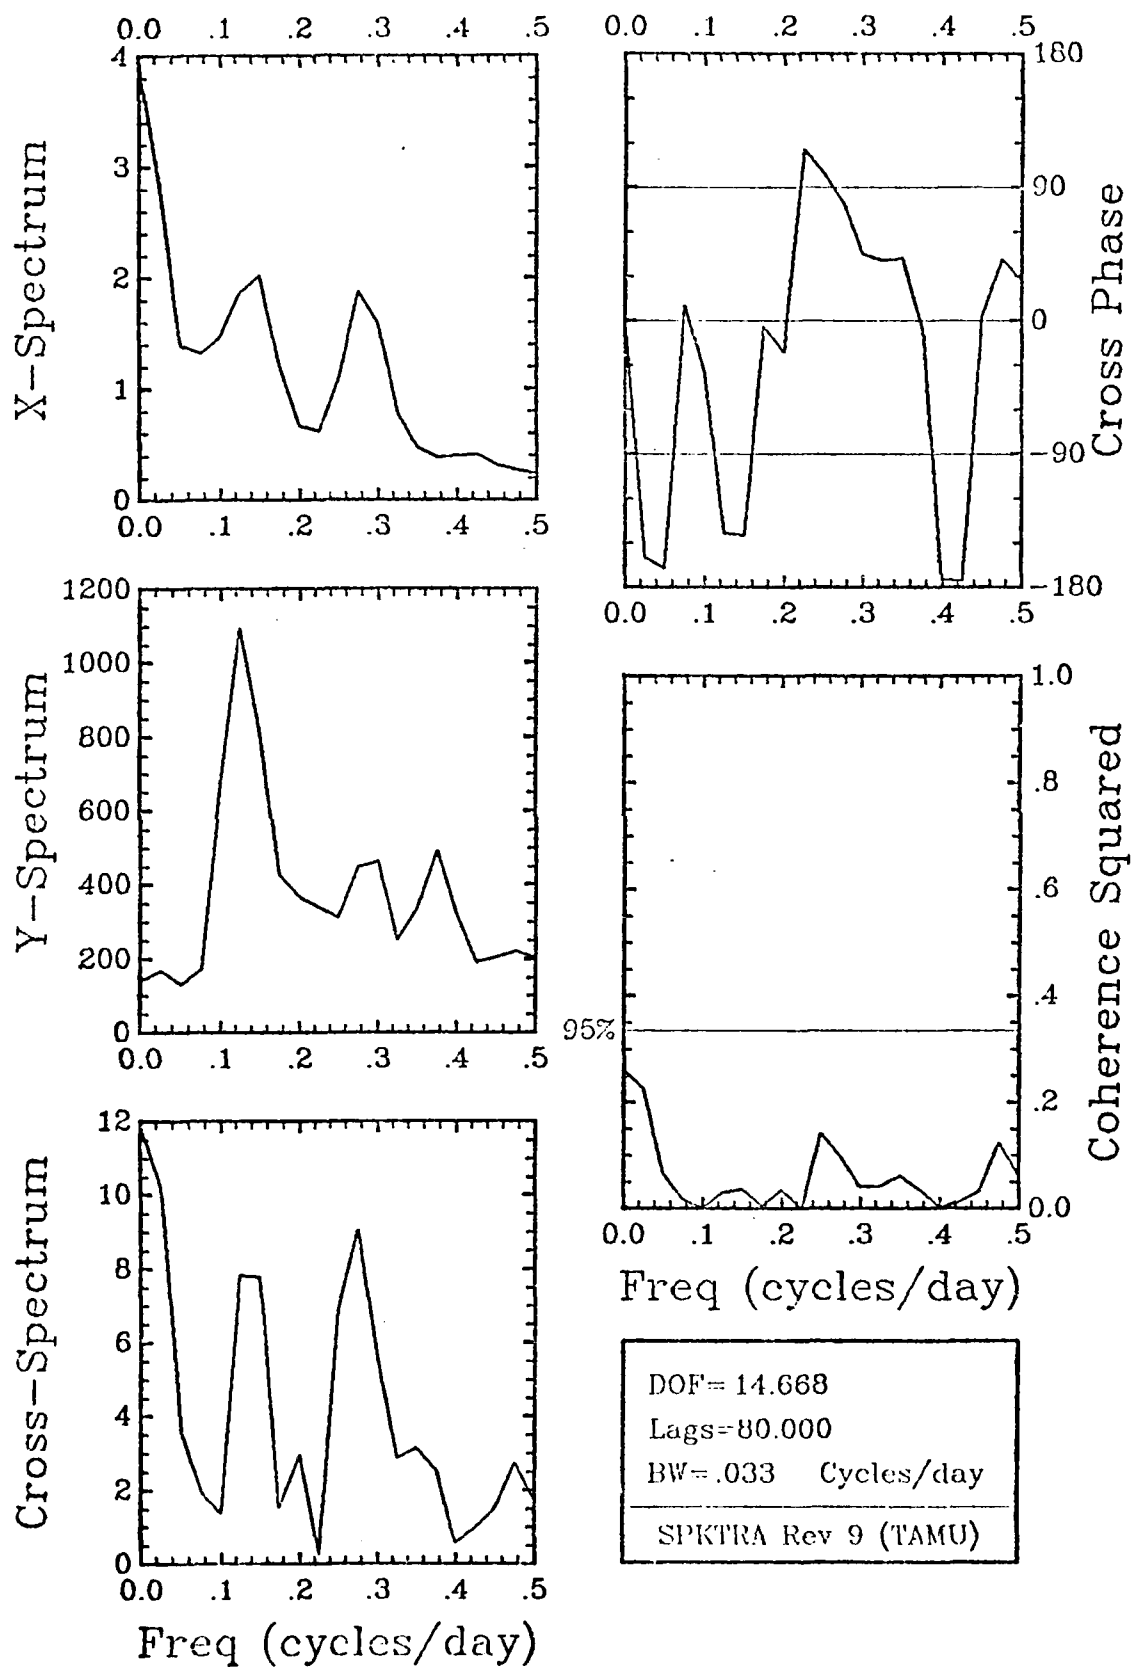 0.0 .1 .2 .3 .4 .5
4
3
2
1
0
X-Spectrum
0.0 .1 .2 .3 .4 .5
1200
1000
800
600
400
200
0
Y-Spectrum
0.0 .1 .2 .3 .4 .5
12
10
8
6
4
2
0
Cross-Spectrum
0.0 .1 .2 .3 .4 .5
Freq (cycles/day)
0.0 .1 .2 .3 .4 .5
180
90
0
-90
-180
Cross Phase
0.0 .1 .2 .3 .4 .5
1.0
.8
.6
.4
.2
0.0
95%
Coherence Squared
0.0 .1 .2 .3 .4 .5
Freq (cycles/day)
DOF= 14.668
Lags=80.000
BW=.033 Cycles/day
SPKTRA Rev 9 (TAMU)